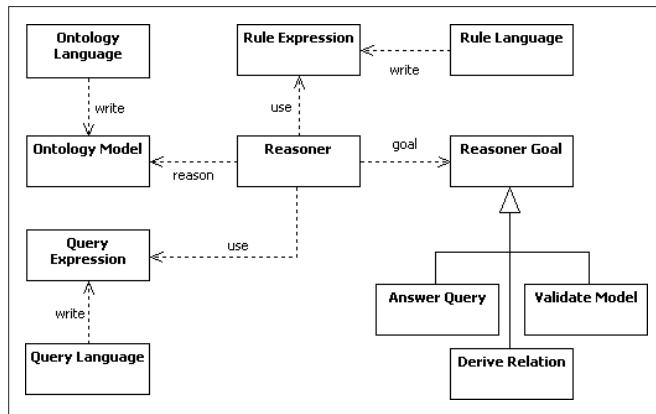 Ontology
Language
Rule Expression
Rule Language
write
write
use
Ontology Model
Reasoner
goal
Reasoner Goal
reason
Query
Expression
use
Answer Query
Validate Model
write
Query Language
Derive Relation